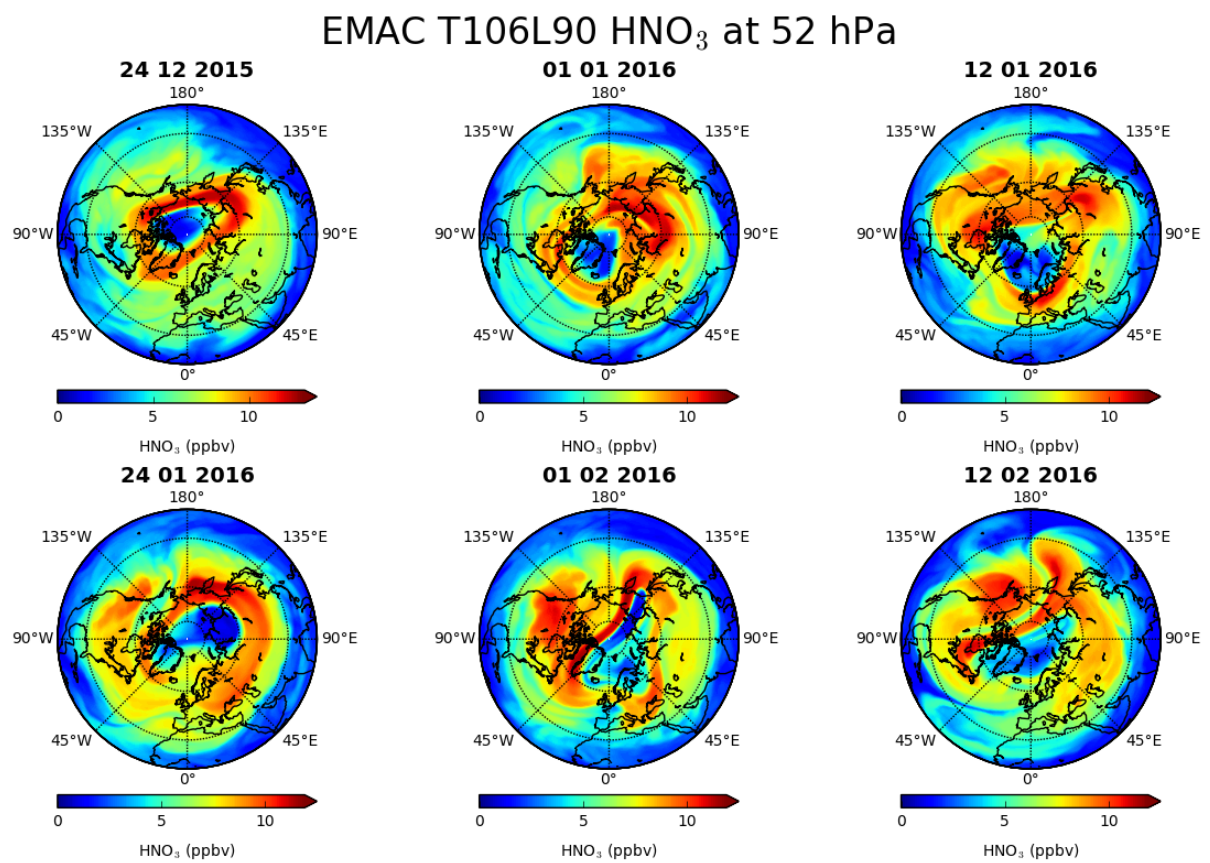 EMAC T106L90 HNO₃ at 52 hPa
24 12 2015
01 01 2016
12 01 2016
180° 180° 180°
135°W 135°E 135°W 135°E 135°W 135°E
90°W 90°E 90°W 90°E 90°W 90°E
45°W 45°E 45°W 45°E 45°W 45°E
0° 0° 0°
0 5 10 0 5 10 0 5 10
HNO₃ (ppbv) HNO₃ (ppbv) HNO₃ (ppbv)
24 01 2016
01 02 2016
12 02 2016
180° 180° 180°
135°W 135°E 135°W 135°E 135°W 135°E
90°W 90°E 90°W 90°E 90°W 90°E
45°W 45°E 45°W 45°E 45°W 45°E
0° 0° 0°
0 5 10 0 5 10 0 5 10
HNO₃ (ppbv) HNO₃ (ppbv) HNO₃ (ppbv)